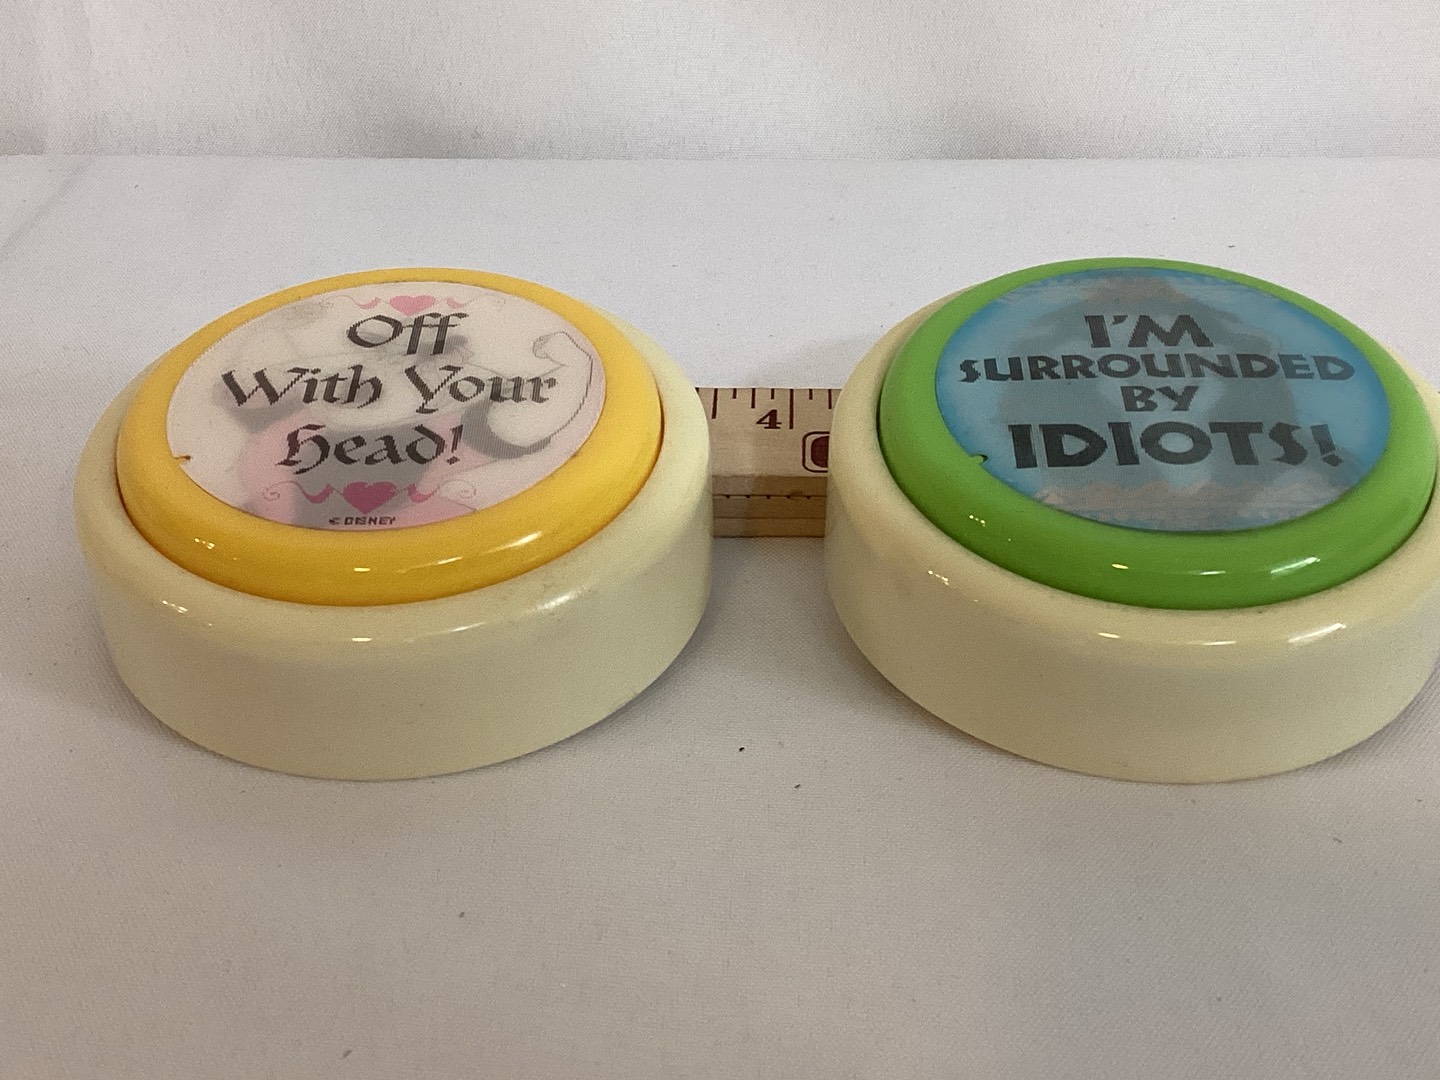 Off
With Your
Head!
© DISNEY
I'M
SURROUNDED
BY
IDIOTS!
4